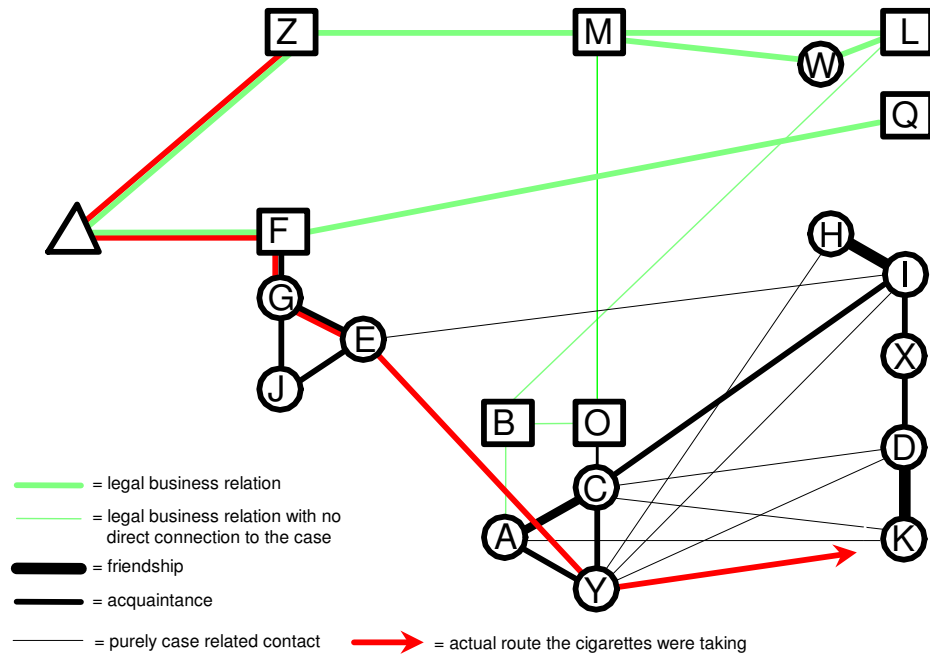 Z
M
L
W
Q
F
H
G
I
E
X
J
B
O
D
C
A
K
Y
= legal business relation
= legal business relation with no
direct connection to the case
= friendship
= acquaintance
= purely case related contact
= actual route the cigarettes were taking